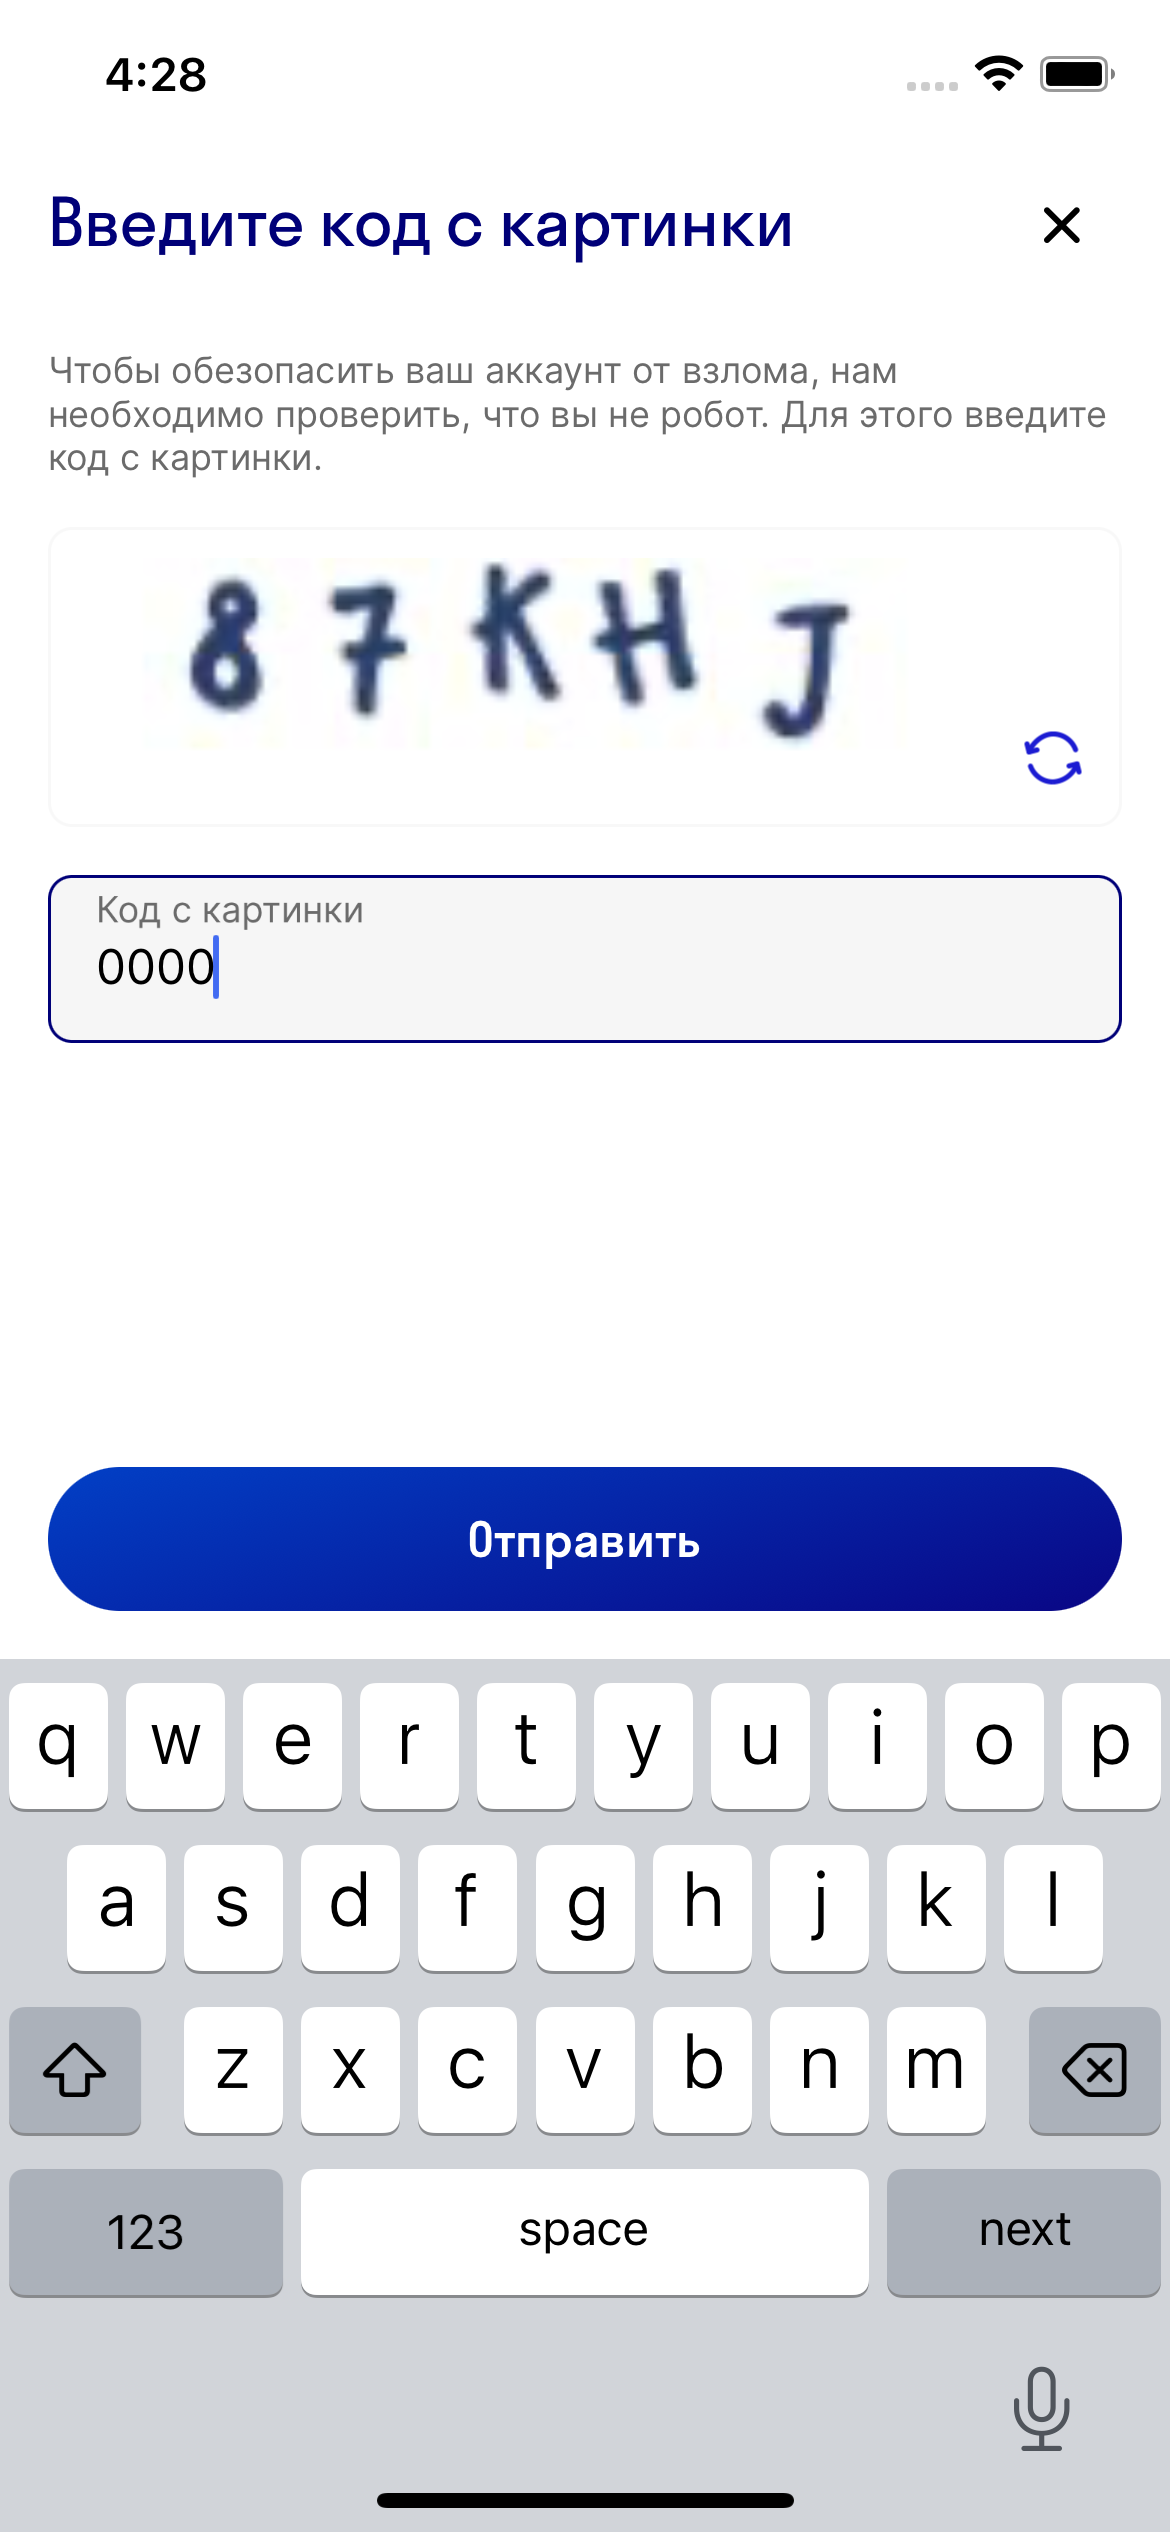 4:28
Введите код с картинки
Чтобы обезопасить ваш аккаунт от взлома, нам
необходимо проверить, что вы не робот. Для этого введите
код с картинки.
8 7 K H J
Код с картинки
0000
Отправить
q w e r t y u i o p
a s d f g h j k l
z x c v b n m
123 space next